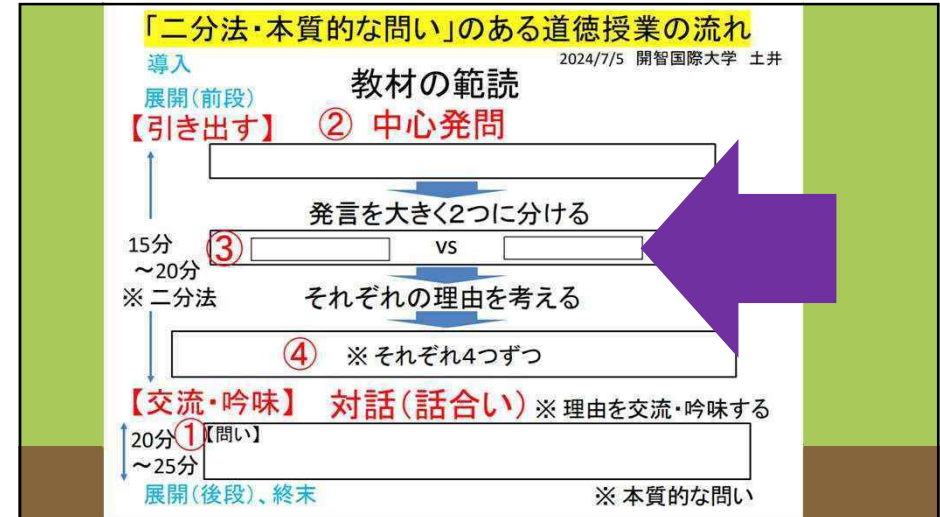 「二分法・本質的な問い」のある道徳授業の流れ
2024/7/5 開智国際大学 土井
導入
教材の範読
展開(前段)
【引き出す】 ② 中心発問
発言を大きく2つに分ける
15分 ③ vs
~20分
※ 二分法 それぞれの理由を考える
④ ※ それぞれ4つずつ
【交流・吟味】 対話(話合い) ※ 理由を交流・吟味する
20分 ① 【問い】
~25分
展開(後段)、終末 ※ 本質的な問い